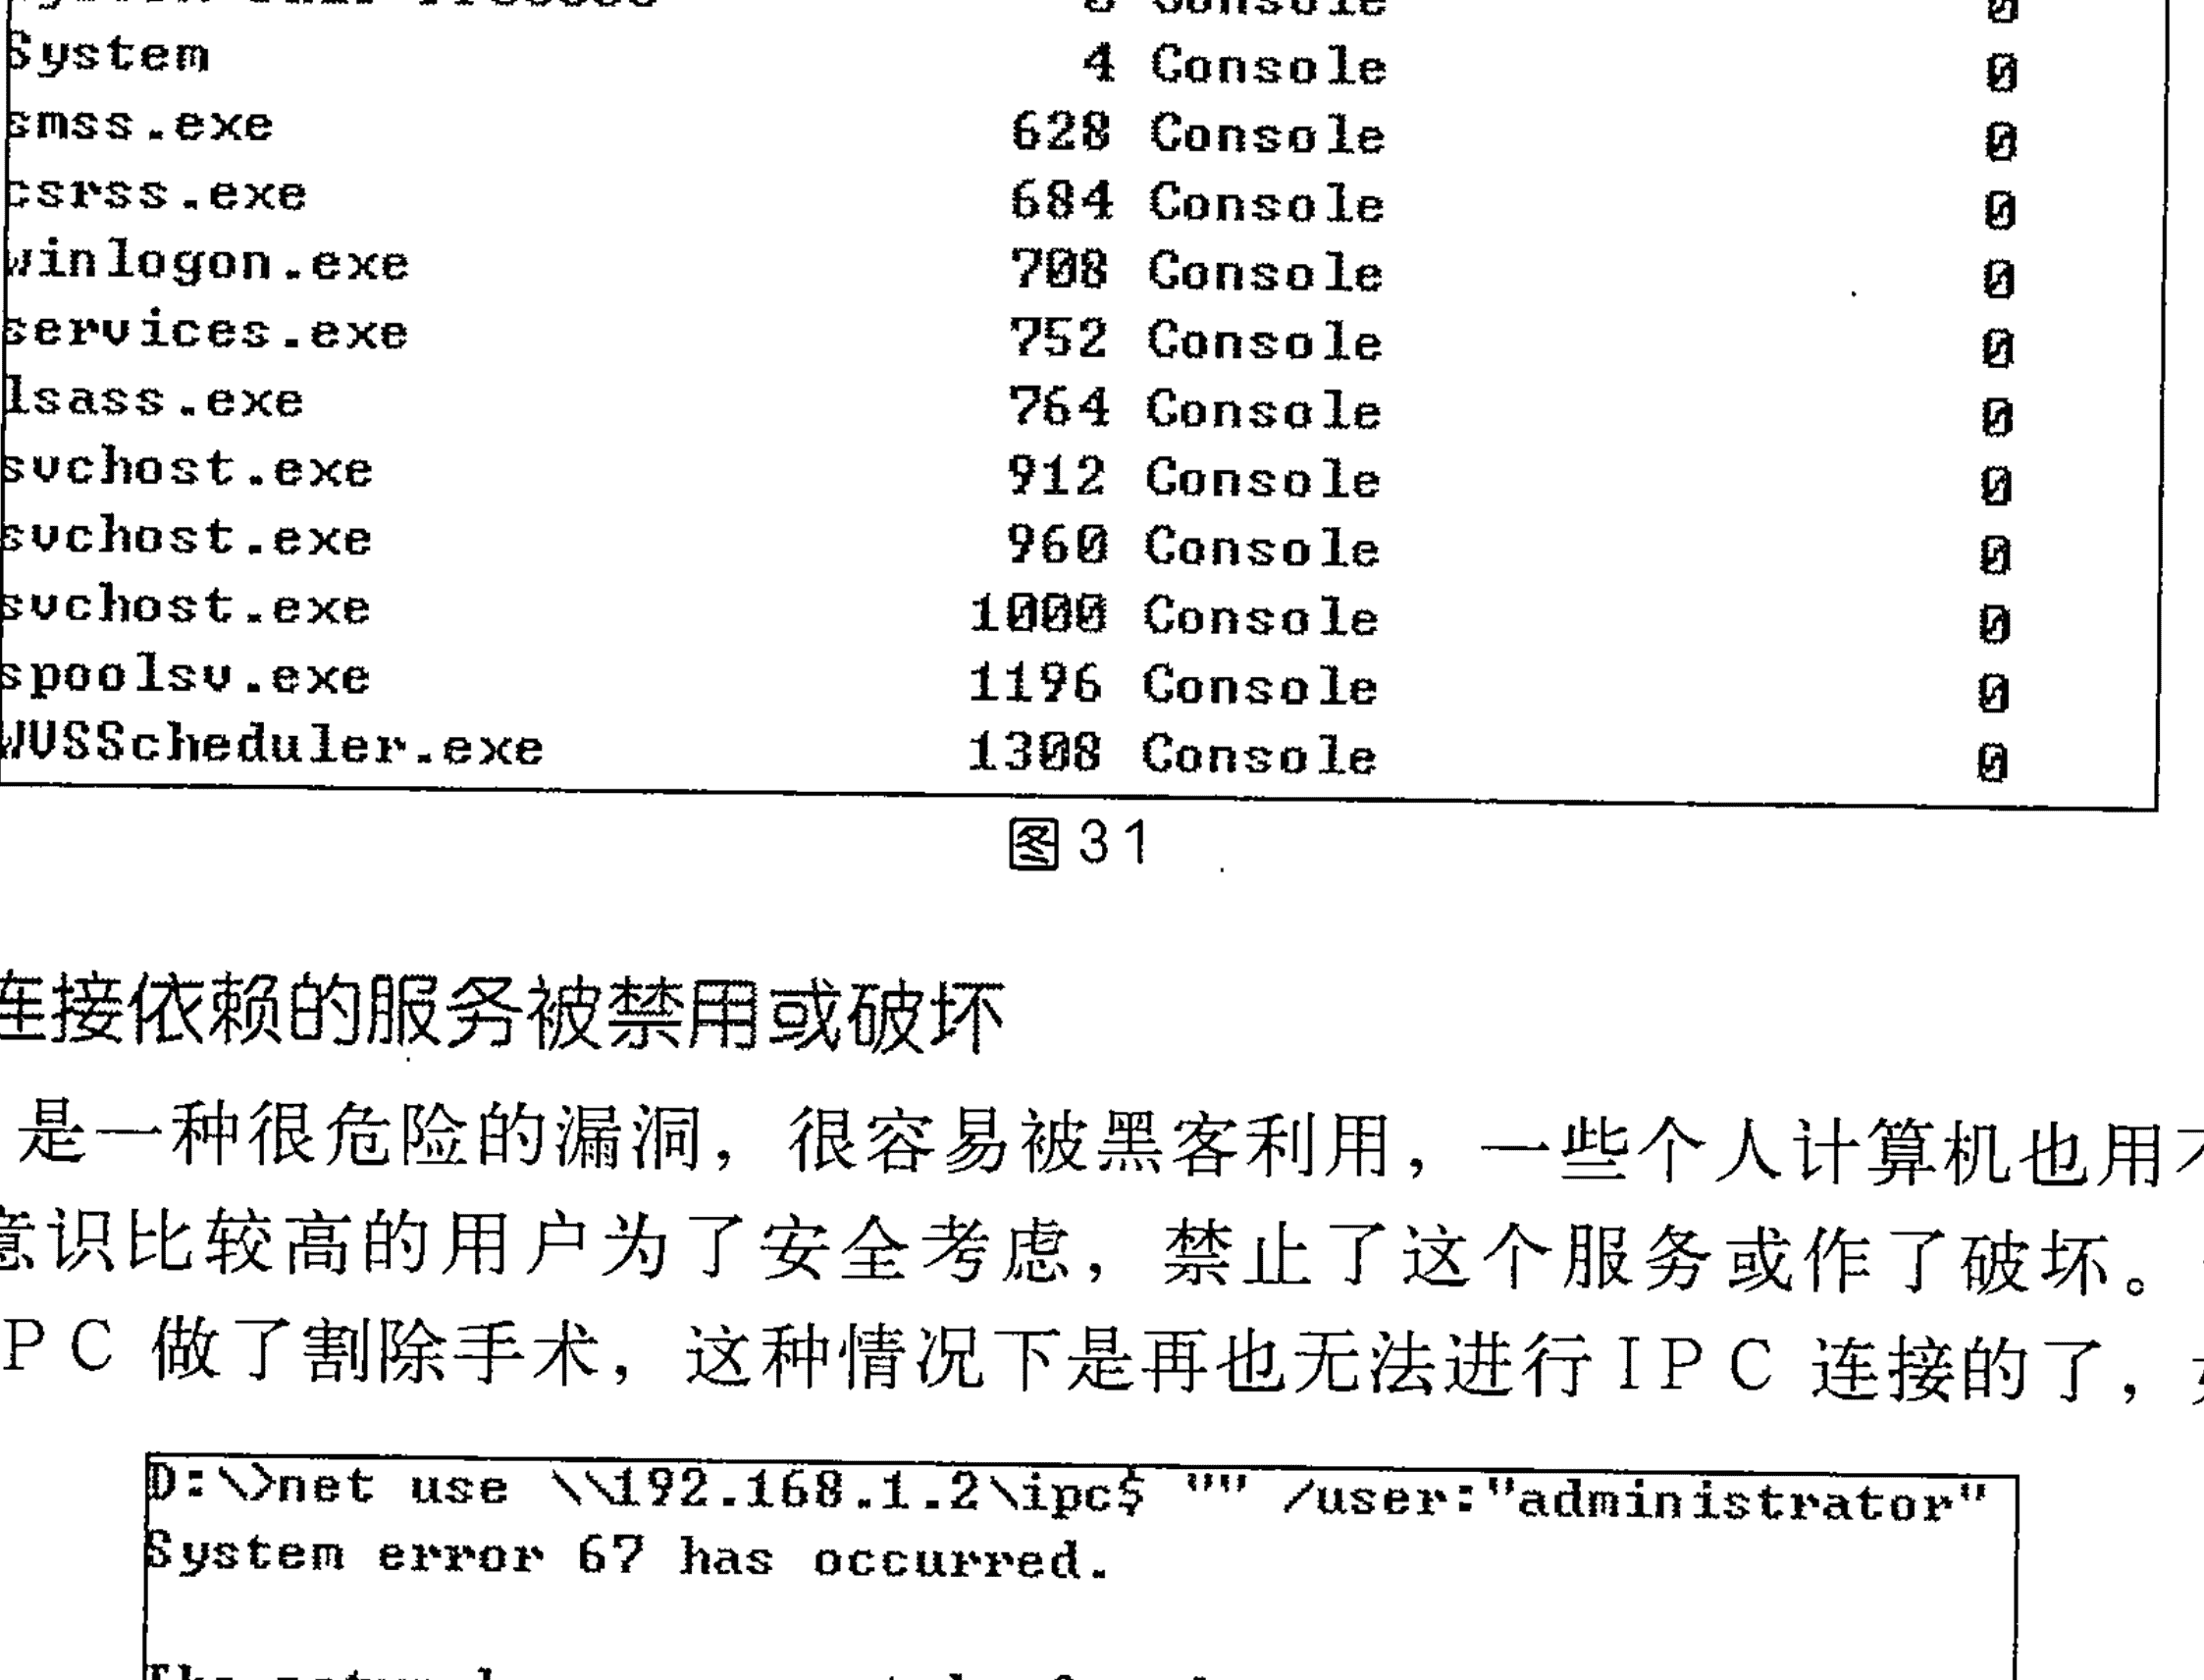 System 4 Console 0
smss.exe 628 Console 0
csrss.exe 684 Console 0
winlogon.exe 708 Console 0
services.exe 752 Console 0
lsass.exe 764 Console 0
svchost.exe 912 Console 0
svchost.exe 960 Console 0
svchost.exe 1000 Console 0
spoolsv.exe 1196 Console 0
WVSScheduler.exe 1308 Console 0
图31
连接依赖的服务被禁用或破坏
是一种很危险的漏洞，很容易被黑客利用，一些个人计算机也用不
意识比较高的用户为了安全考虑，禁止了这个服务或作了破坏。
PC 做了割除手术，这种情况下是再也无法进行IPC 连接的了，
D:\>net use \\192.168.1.2\ipc$ "" /user:"administrator"
System error 67 has occurred.